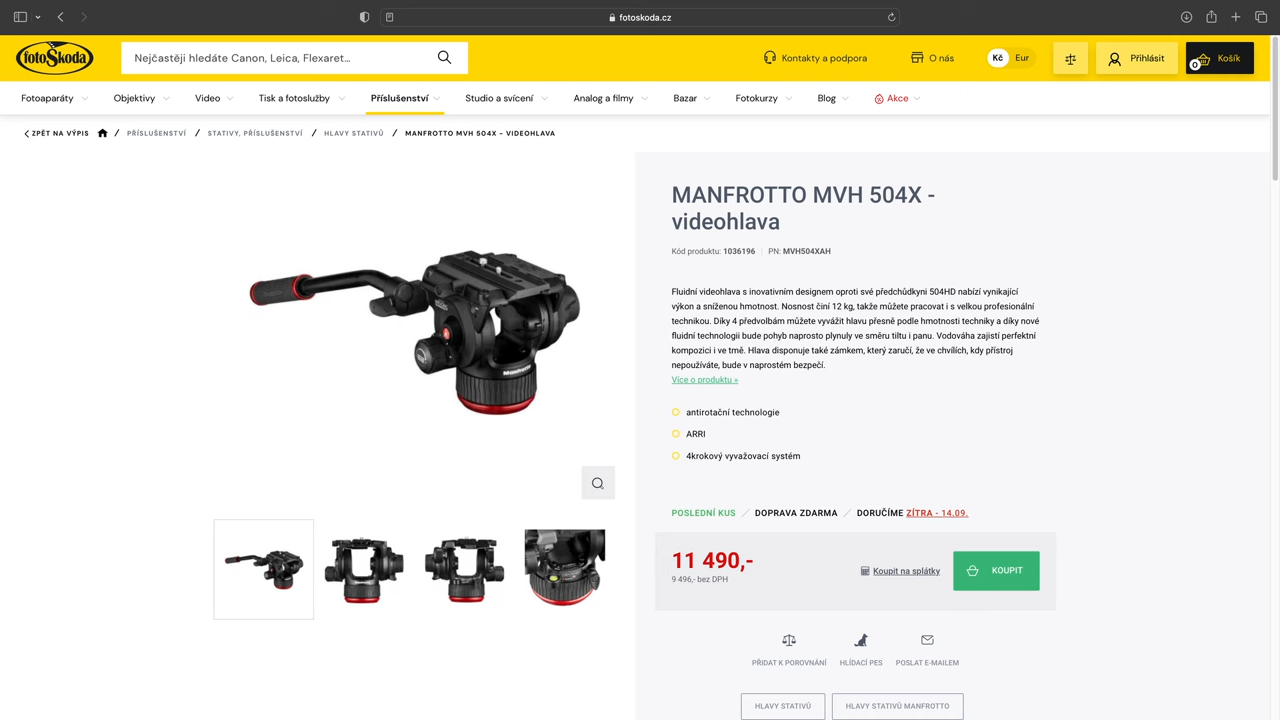 fotoskoda.cz
fotoŠkoda
Nejčastěji hledáte Canon, Leica, Flexaret...
Kontakty a podpora
O nás
Kč
Eur
Přihlásit
0
Košík
Fotoaparáty
Objektivy
Video
Tisk a fotoslužby
Příslušenství
Studio a svícení
Analog a filmy
Bazar
Fotokurzy
Blog
Akce
ZPĚT NA VÝPIS / PŘÍSLUŠENSTVÍ / STATIVY, PŘÍSLUŠENSTVÍ / HLAVY STATIVŮ / MANFROTTO MVH 504X - VIDEOHLAVA
MANFROTTO MVH 504X -
videohlava
Kód produktu: 1036196 | PN: MVH504XAH
Fluidní videohlava s inovativním designem oproti své předchůdkyni 504HD nabízí vynikající
výkon a sníženou hmotnost. Nosnost činí 12 kg, takže můžete pracovat i s velkou profesionální
technikou. Díky 4 předvolbám můžete vyvážit hlavu přesně podle hmotnosti techniky a díky nové
fluidní technologii bude pohyb naprosto plynuly ve směru tiltu i panu. Vodováha zajistí perfektní
kompozici i ve tmě. Hlava disponuje také zámkem, který zaručí, že ve chvílích, kdy přístroj
nepoužíváte, bude v naprostém bezpečí.
Více o produktu »
antirotační technologie
ARRI
4krokový vyvažovací systém
POSLEDNÍ KUS / DOPRAVA ZDARMA / DORUČÍME ZÍTRA - 14.09.
11 490,-
9 496,- bez DPH
Koupit na splátky
KOUPIT
PŘIDAT K POROVNÁNÍ
HLÍDACÍ PES
POSLAT E-MAILEM
HLAVY STATIVŮ
HLAVY STATIVŮ MANFROTTO
Manfrotto